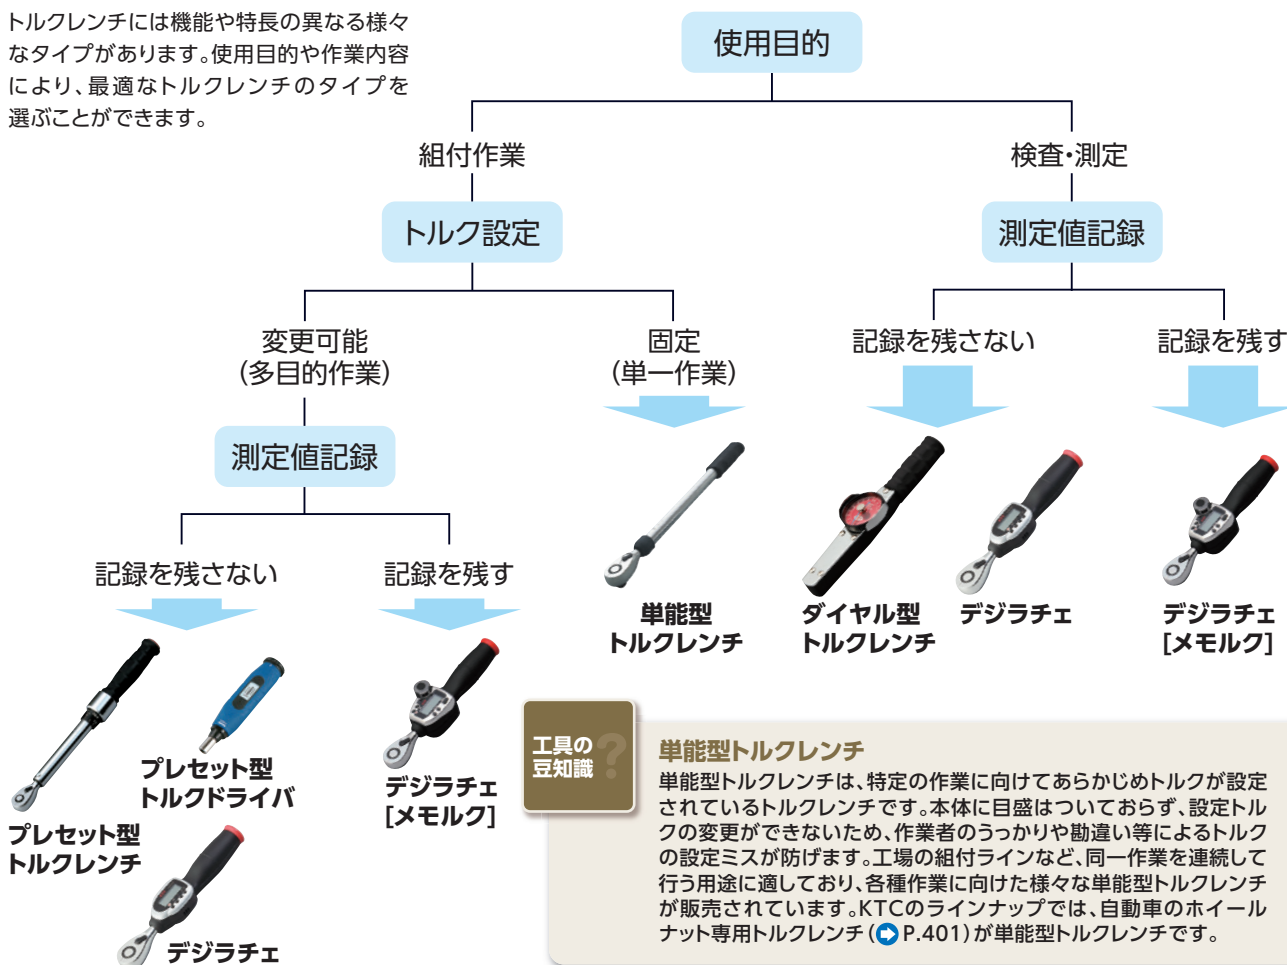 トルクレンチには機能や特長の異なる様々
なタイプがあります。使用目的や作業内容
により、最適なトルクレンチのタイプを
選ぶことができます。
使用目的
組付作業
検査・測定
トルク設定
測定値記録
変更可能
(多目的作業)
固定
(単一作業)
記録を残さない
記録を残す
測定値記録
記録を残さない
記録を残す
単能型
トルクレンチ
ダイヤル型
トルクレンチ
デジラチェ
デジラチェ
[メモルク]
プレセット型
トルクレンチ
プレセット型
トルクドライバ
デジラチェ
デジラチェ
[メモルク]
工具の
豆知識
?
単能型トルクレンチ
単能型トルクレンチは、特定の作業に向けてあらかじめトルクが設定
されているトルクレンチです。本体に目盛はついておらず、設定トル
クの変更ができないため、作業者のうっかりや勘違い等によるトルク
の設定ミスが防げます。工場の組付ラインなど、同一作業を連続して
行う用途に適しており、各種作業に向けた様々な単能型トルクレンチ
が販売されています。KTCのラインナップでは、自動車のホイール
ナット専用トルクレンチ(P.401)が単能型トルクレンチです。